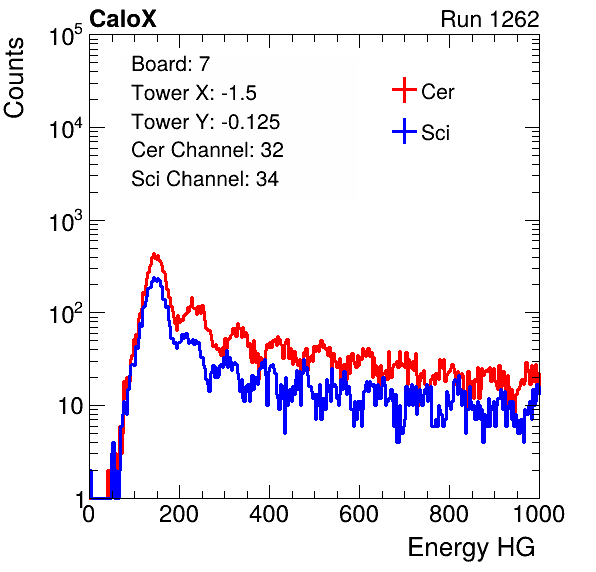 CaloX Run 1262
Counts
Board: 7
Tower X: -1.5
Tower Y: -0.125
Cer Channel: 32
Sci Channel: 34
Cer
Sci
10^5
10^4
10^3
10^2
10
1
0 200 400 600 800 1000
Energy HG